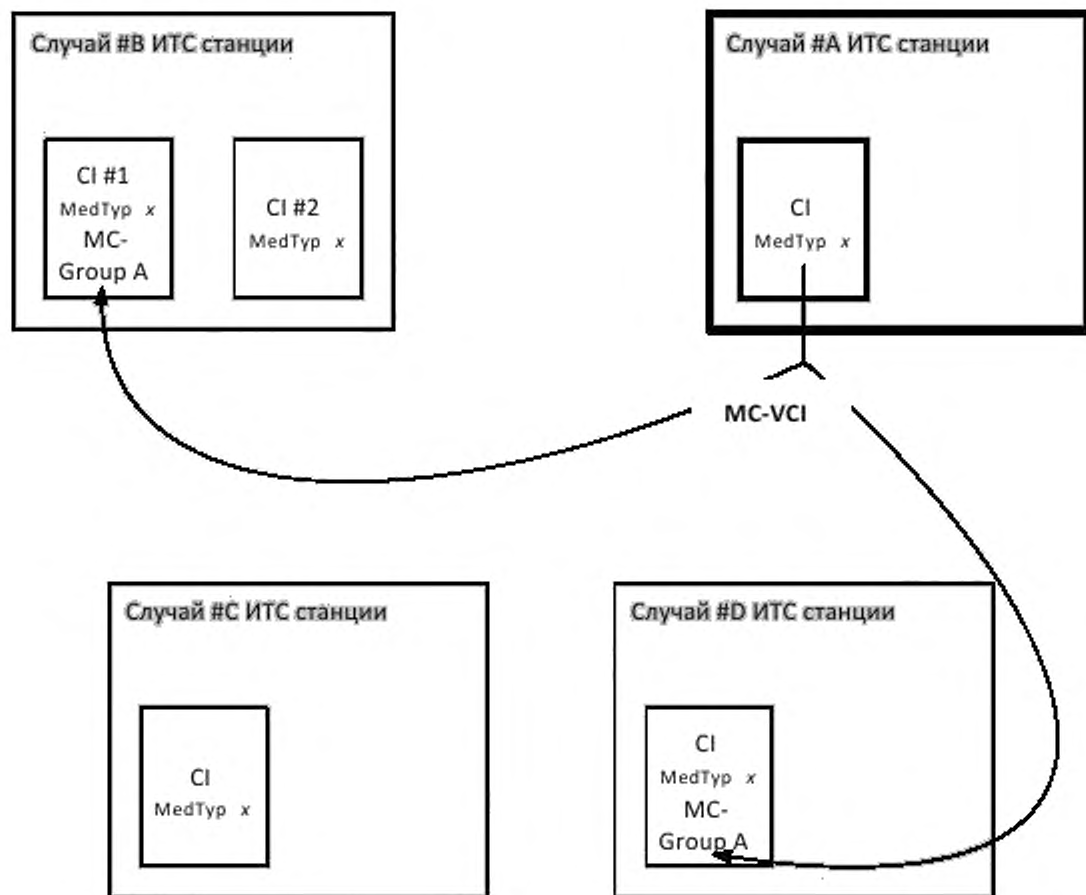 Случай #B ИТС станции
CI #1
MedTyp x
MC-
Group A
CI #2
MedTyp x
Случай #A ИТС станции
CI
MedTyp x
MC-VCI
Случай #C ИТС станции
CI
MedTyp x
Случай #D ИТС станции
CI
MedTyp x
MC-
Group A